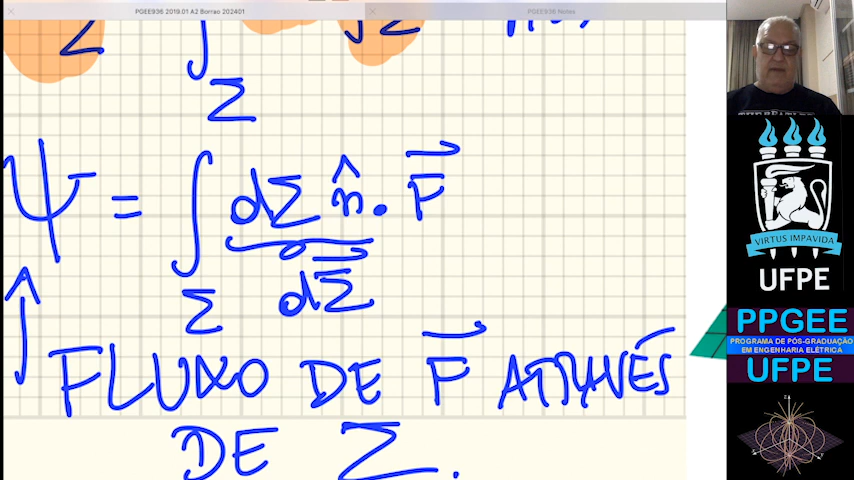 PGEE936 2019.01 A2 Borrao 202401
PGEE936 Notes
Σ ∫ Σ
Σ
Ψ = ∫ dΣ n̂ · F⃗
Σ dΣ⃗
FLUXO DE F⃗ ATRAVÉS
DE Σ.
VIRTUS IMPAVIDA
UFPE
PPGEE
PROGRAMA DE PÓS-GRADUAÇÃO
EM ENGENHARIA ELÉTRICA
UFPE